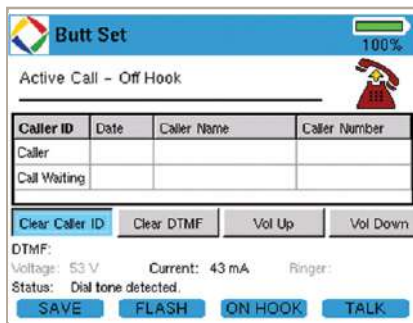 Butt Set
100%
Active Call - Off Hook
Caller ID Date Caller Name Caller Number
Caller
Call Waiting
Clear Caller ID Clear DTMF Vol Up Vol Down
DTMF:
Voltage: 53 V Current: 43 mA Ringer:
Status: Dial tone detected.
SAVE FLASH ON HOOK TALK